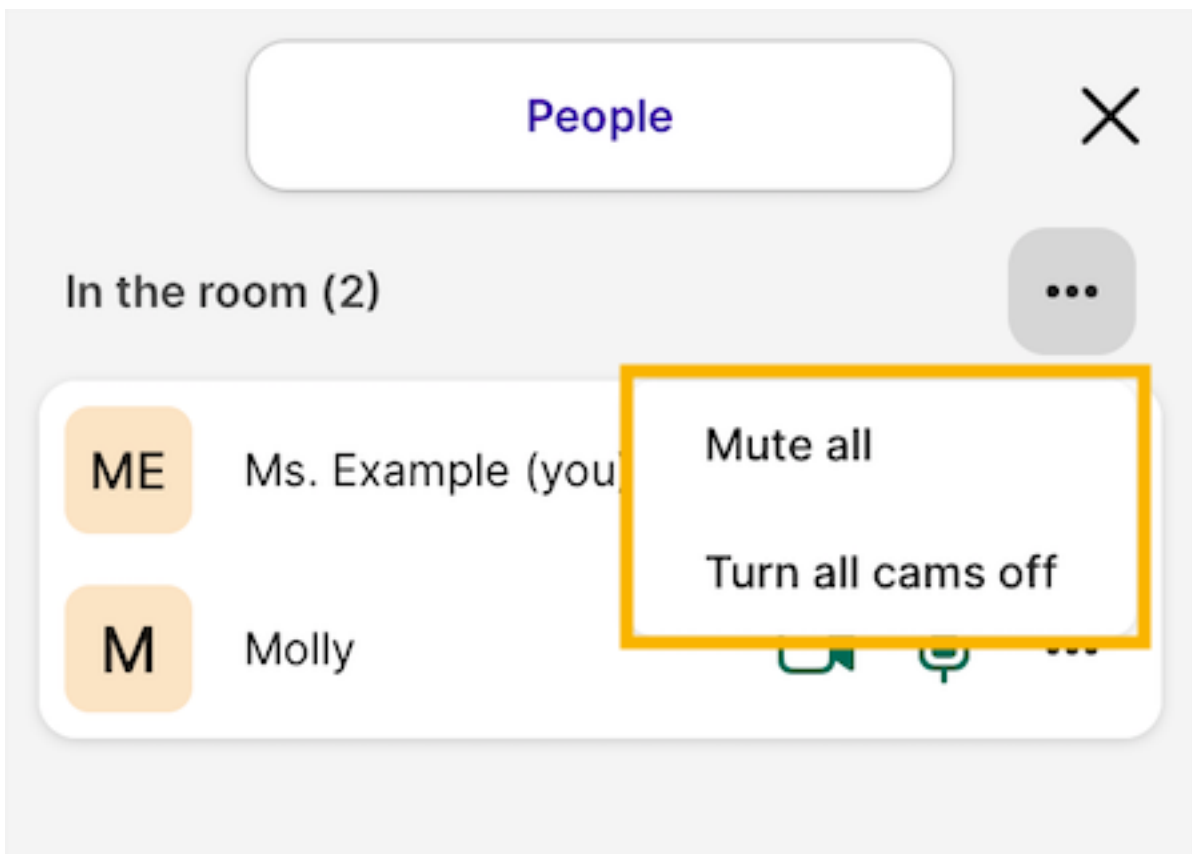 People
In the room (2)
ME
Ms. Example (you)
Mute all
Turn all cams off
M
Molly